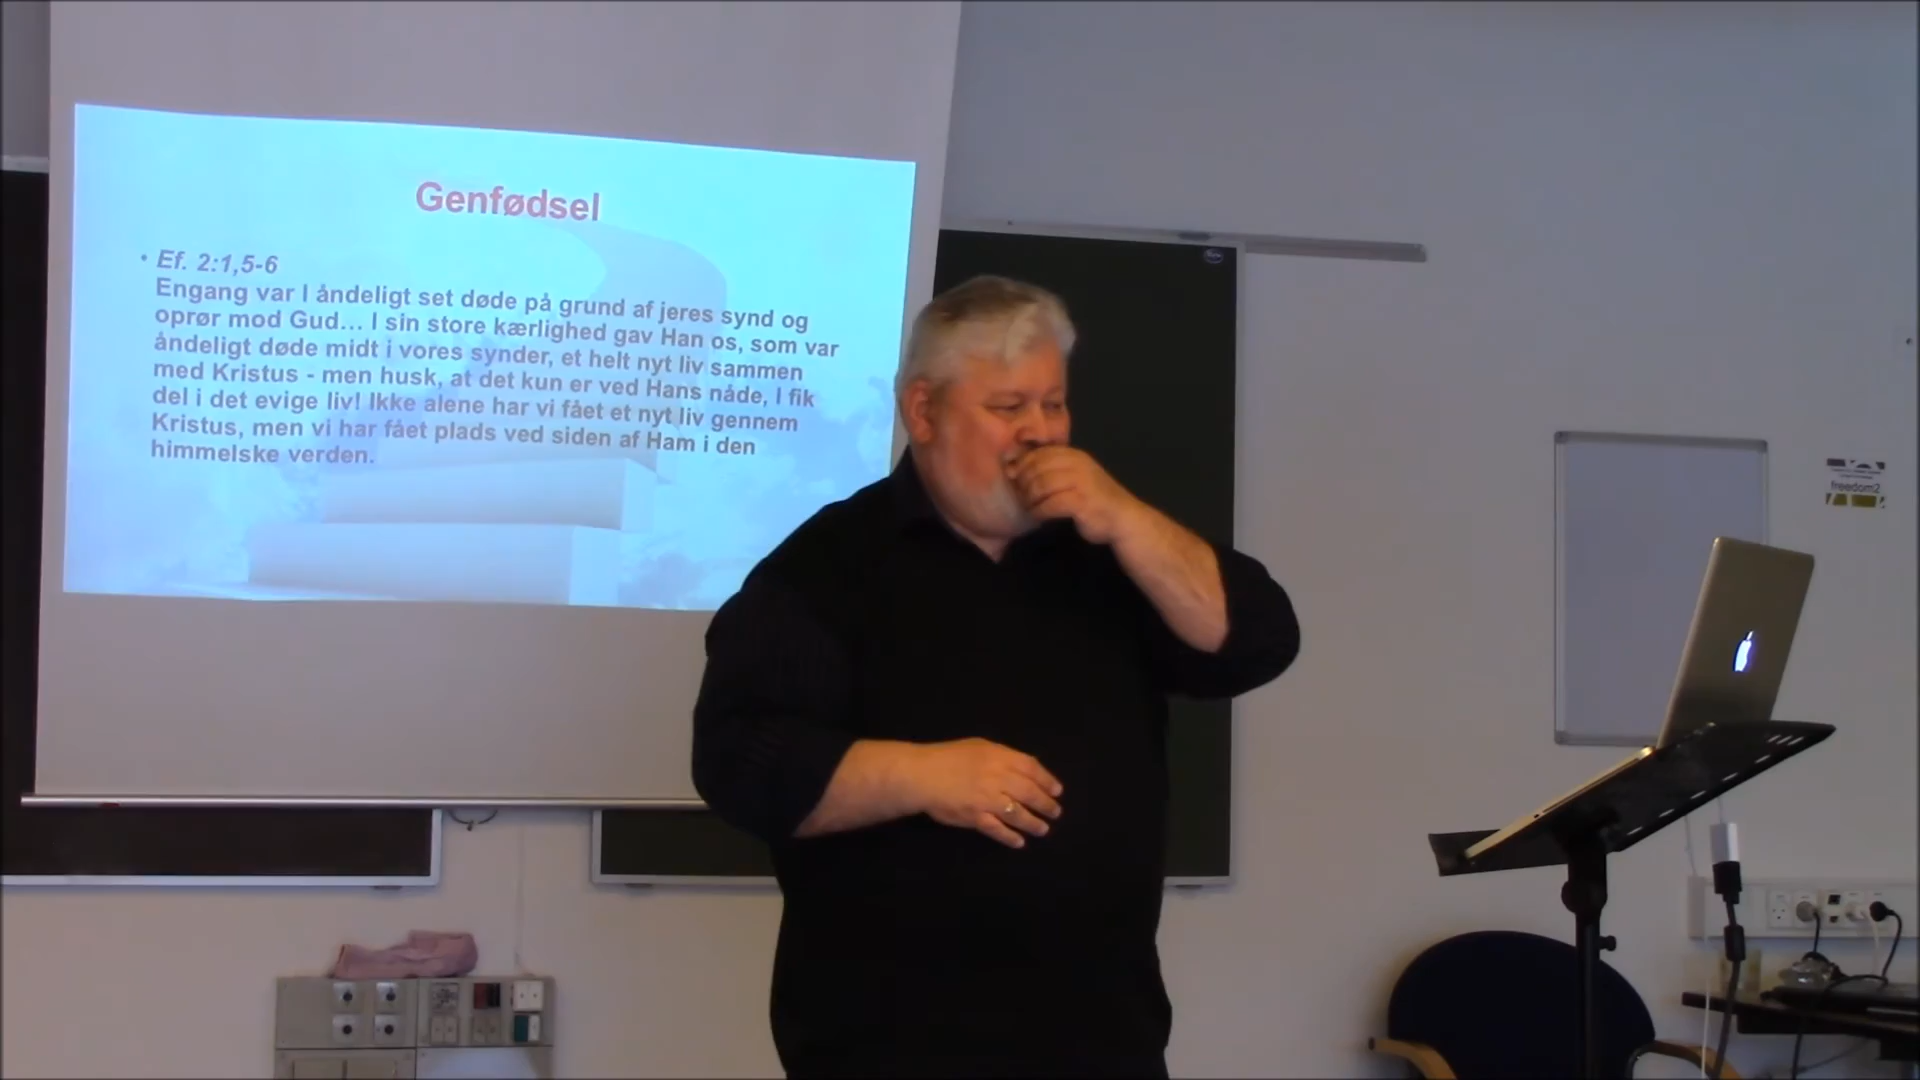 Genfødsel
• Ef. 2:1,5-6
Engang var I åndeligt set døde på grund af jeres synd og
oprør mod Gud... I sin store kærlighed gav Han os, som var
åndeligt døde midt i vores synder, et helt nyt liv sammen
med Kristus - men husk, at det kun er ved Hans nåde, I fik
del i det evige liv! Ikke alene har vi fået et nyt liv gennem
Kristus, men vi har fået plads ved siden af Ham i den
himmelske verden.
freedom2